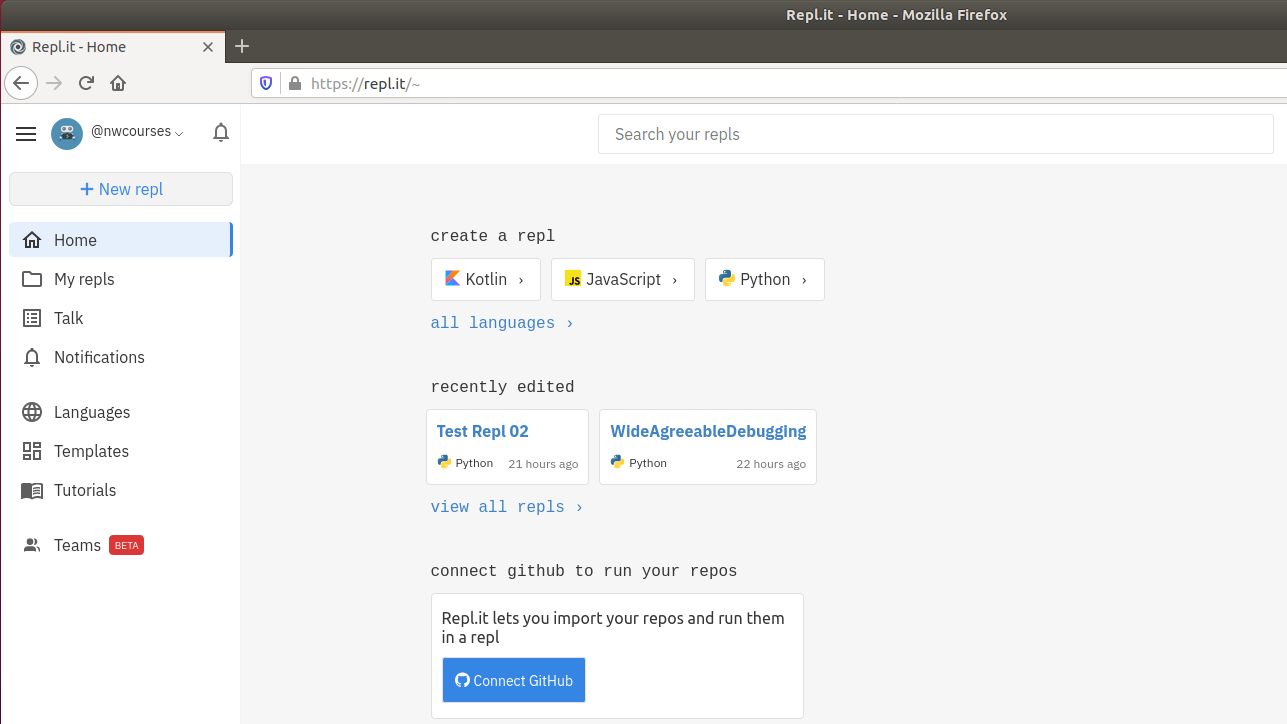 Repl.it - Home - Mozilla Firefox
Repl.it - Home
https://repl.it/~
@nwcourses
Search your repls
+ New repl
Home
My repls
Talk
Notifications
Languages
Templates
Tutorials
Teams BETA
create a repl
Kotlin ›
JS JavaScript ›
Python ›
all languages ›
recently edited
Test Repl 02
Python 21 hours ago
WideAgreeableDebugging
Python 22 hours ago
view all repls ›
connect github to run your repos
Repl.it lets you import your repos and run them
in a repl
Connect GitHub